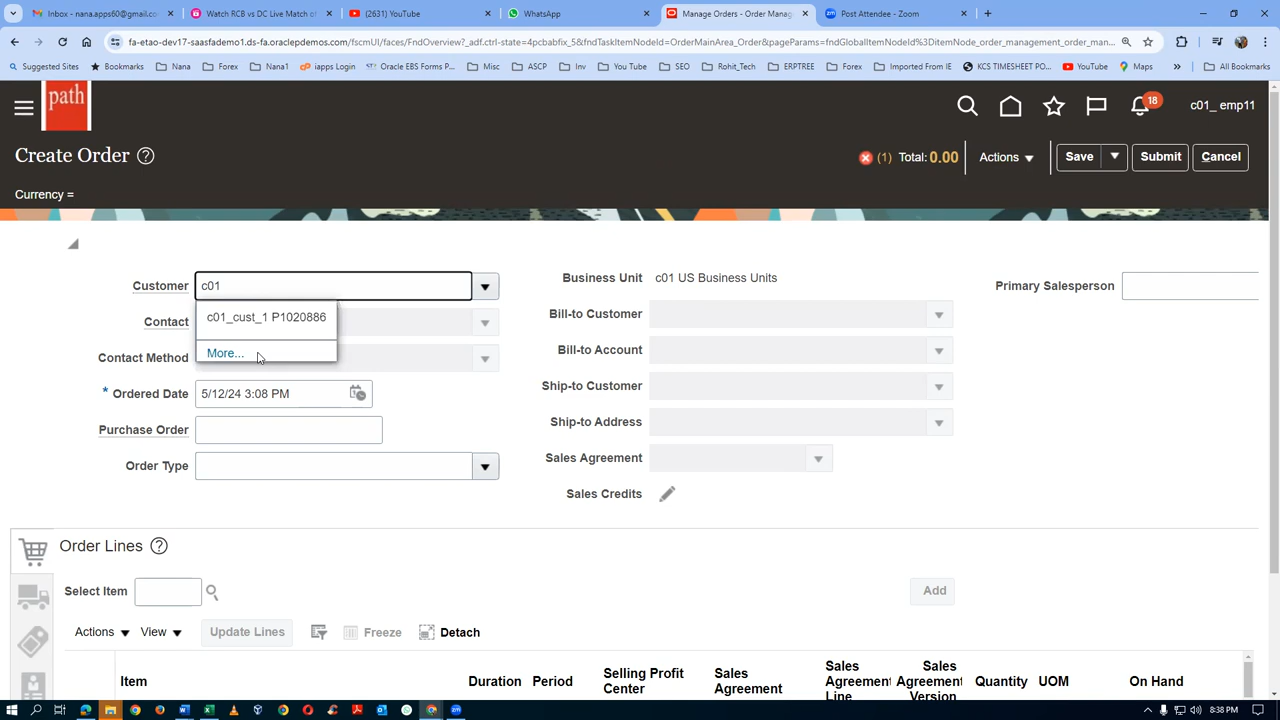 nana.apps60@gmail.com
Watch RCB vs DC Live Match of
(2631) YouTube
WhatsApp
Manage Orders - Order Manage
Post Attendee - Zoom
fa-etao-dev17-saasfademo1.ds-fa.oraclepdemos.com/fscmUI/faces/FndOverview?_adf.ctrl-state=4pcbabfix_5&fndTaskItemNodeId=OrderMainArea_Order&pageParams=fndGlobalItemNodeId%3DitemNode_order_management_order_man...
Suggested Sites Bookmarks Nana Forex Nana1 iapps Login Oracle EBS Forms P... Misc ASCP Inv You Tube SEO Rohit_Tech ERPTREE Forex Imported From IE KCS TIMESHEET PO... YouTube Maps » All Bookmarks
path
18
c01_ emp11
Create Order
(1) Total: 0.00 Actions Save Submit Cancel
Currency =
Customer c01
c01_cust_1 P1020886
More...
Contact
Contact Method
* Ordered Date 5/12/24 3:08 PM
Purchase Order
Order Type
Business Unit c01 US Business Units
Bill-to Customer
Bill-to Account
Ship-to Customer
Ship-to Address
Sales Agreement
Sales Credits
Primary Salesperson
Order Lines
Select Item
Add
Actions View Update Lines Freeze Detach
Item Duration Period Selling Profit Center Sales Agreement Sales Agreement Line Sales Agreement Version Quantity UOM On Hand
8:38 PM